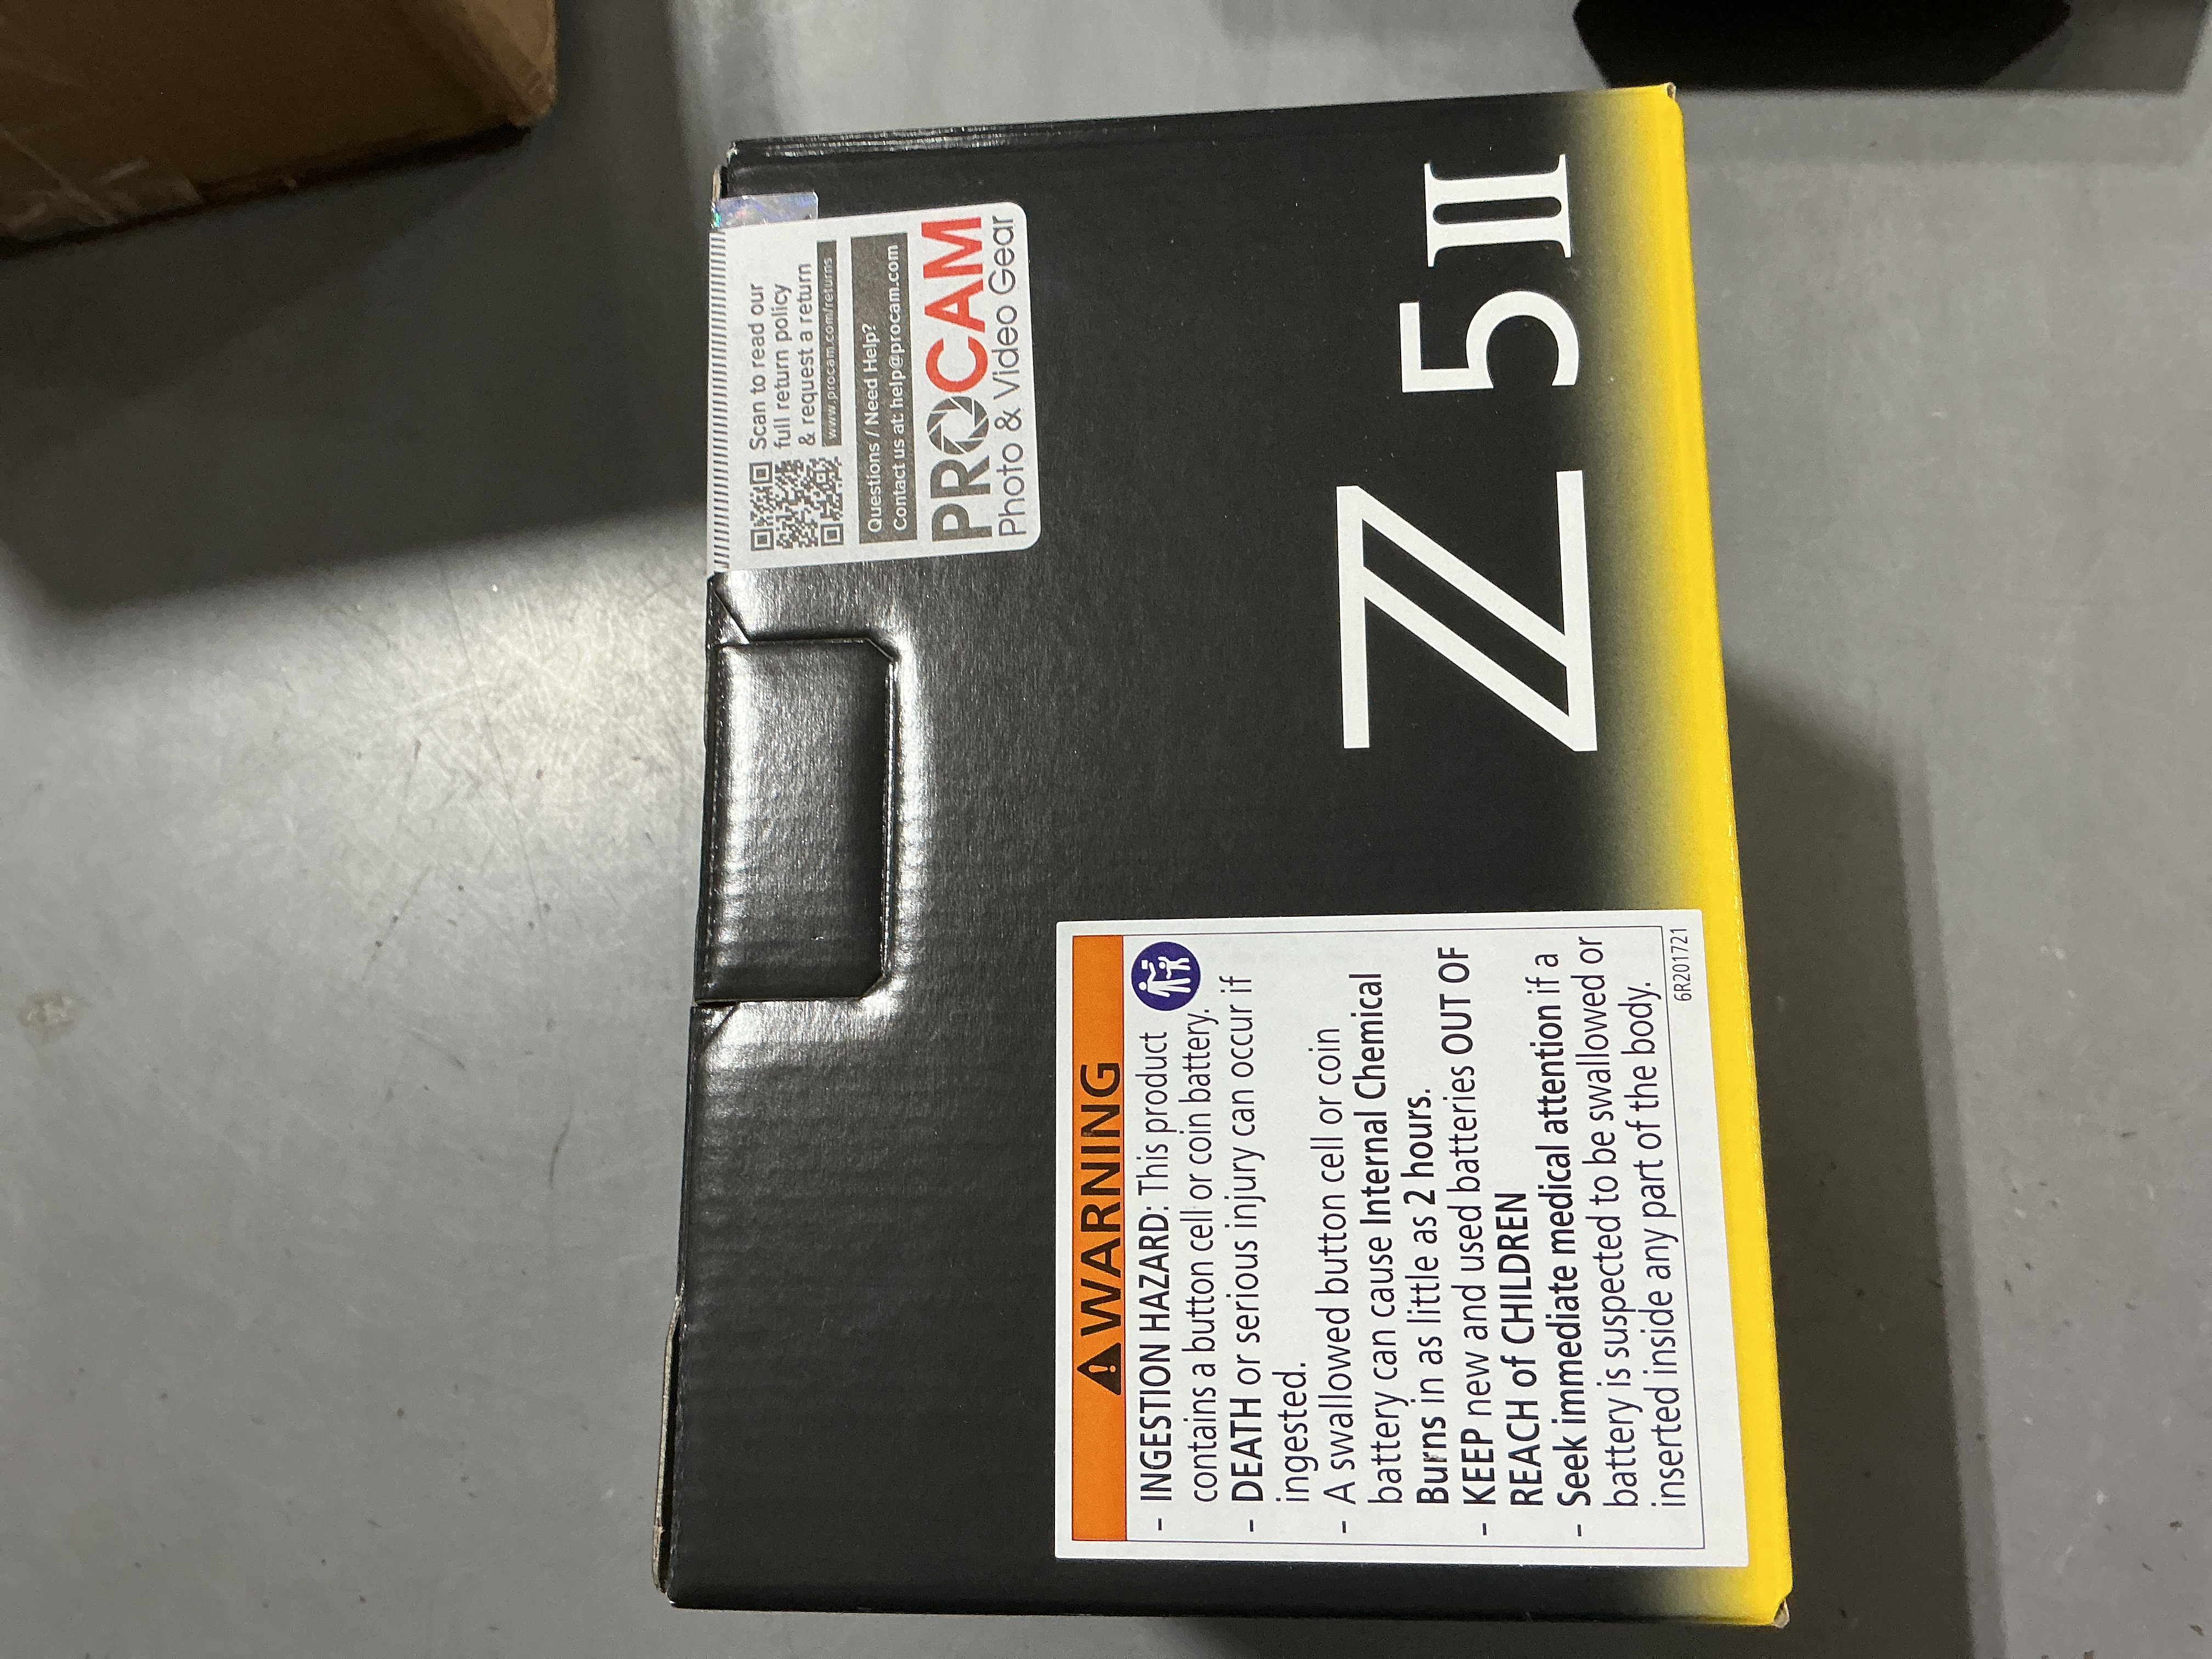 Scan to read our
full return policy
& request a return
www.procam.com/returns
Questions / Need Help?
Contact us at: help@procam.com
PROCAM
Photo & Video Gear
Z 5II
⚠ WARNING
- INGESTION HAZARD: This product
contains a button cell or coin battery.
- DEATH or serious injury can occur if
ingested.
- A swallowed button cell or coin
battery can cause Internal Chemical
Burns in as little as 2 hours.
- KEEP new and used batteries OUT OF
REACH of CHILDREN
- Seek immediate medical attention if a
battery is suspected to be swallowed or
inserted inside any part of the body.
6R201721